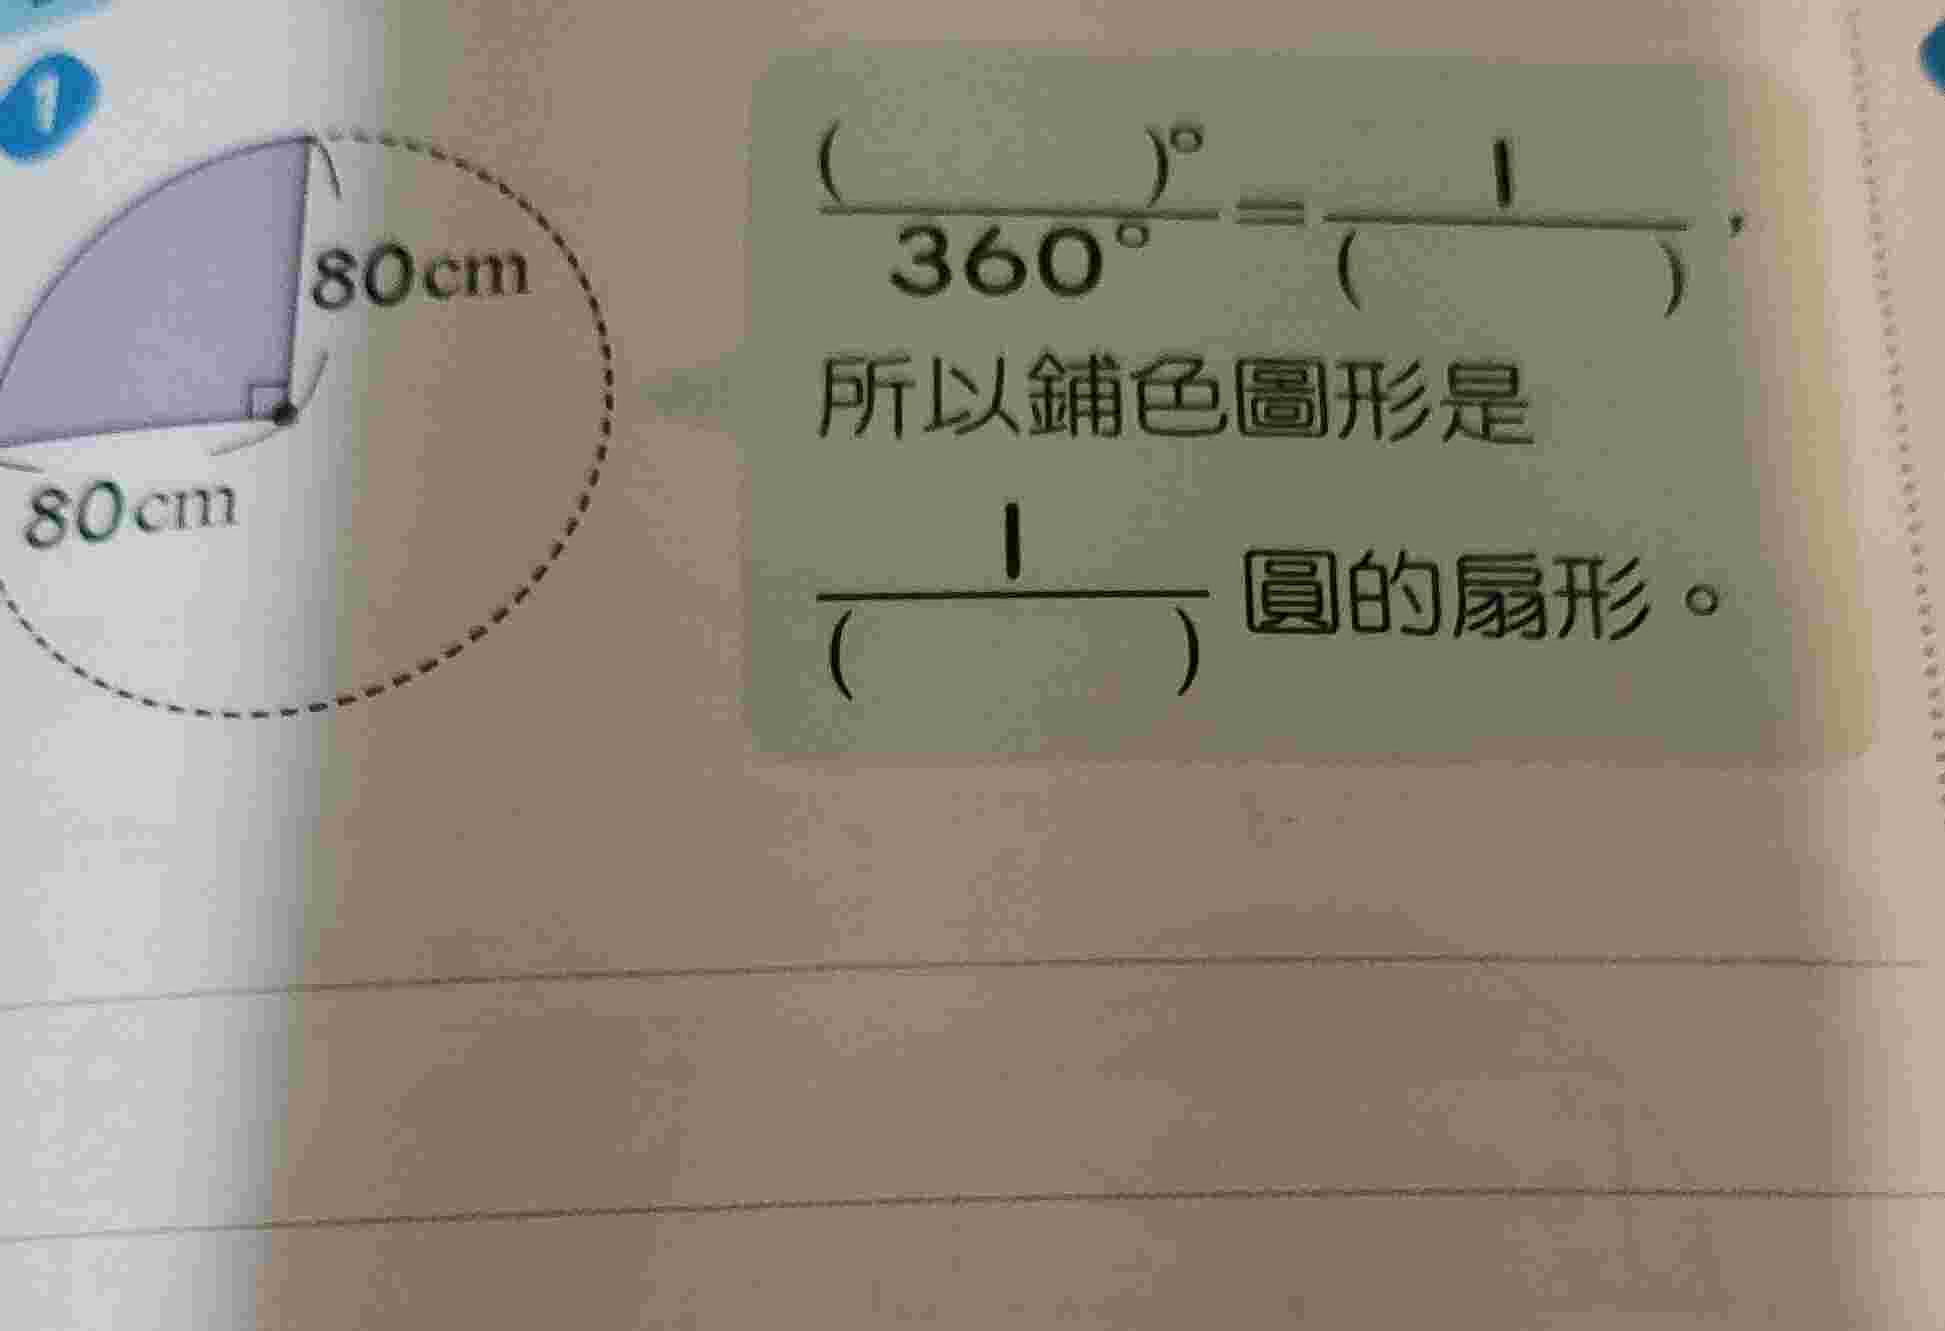 1
80cm
80cm
(　　)°
360°
=
1
(　　)
，
所以鋪色圖形是
1
(　　)
圓的扇形。